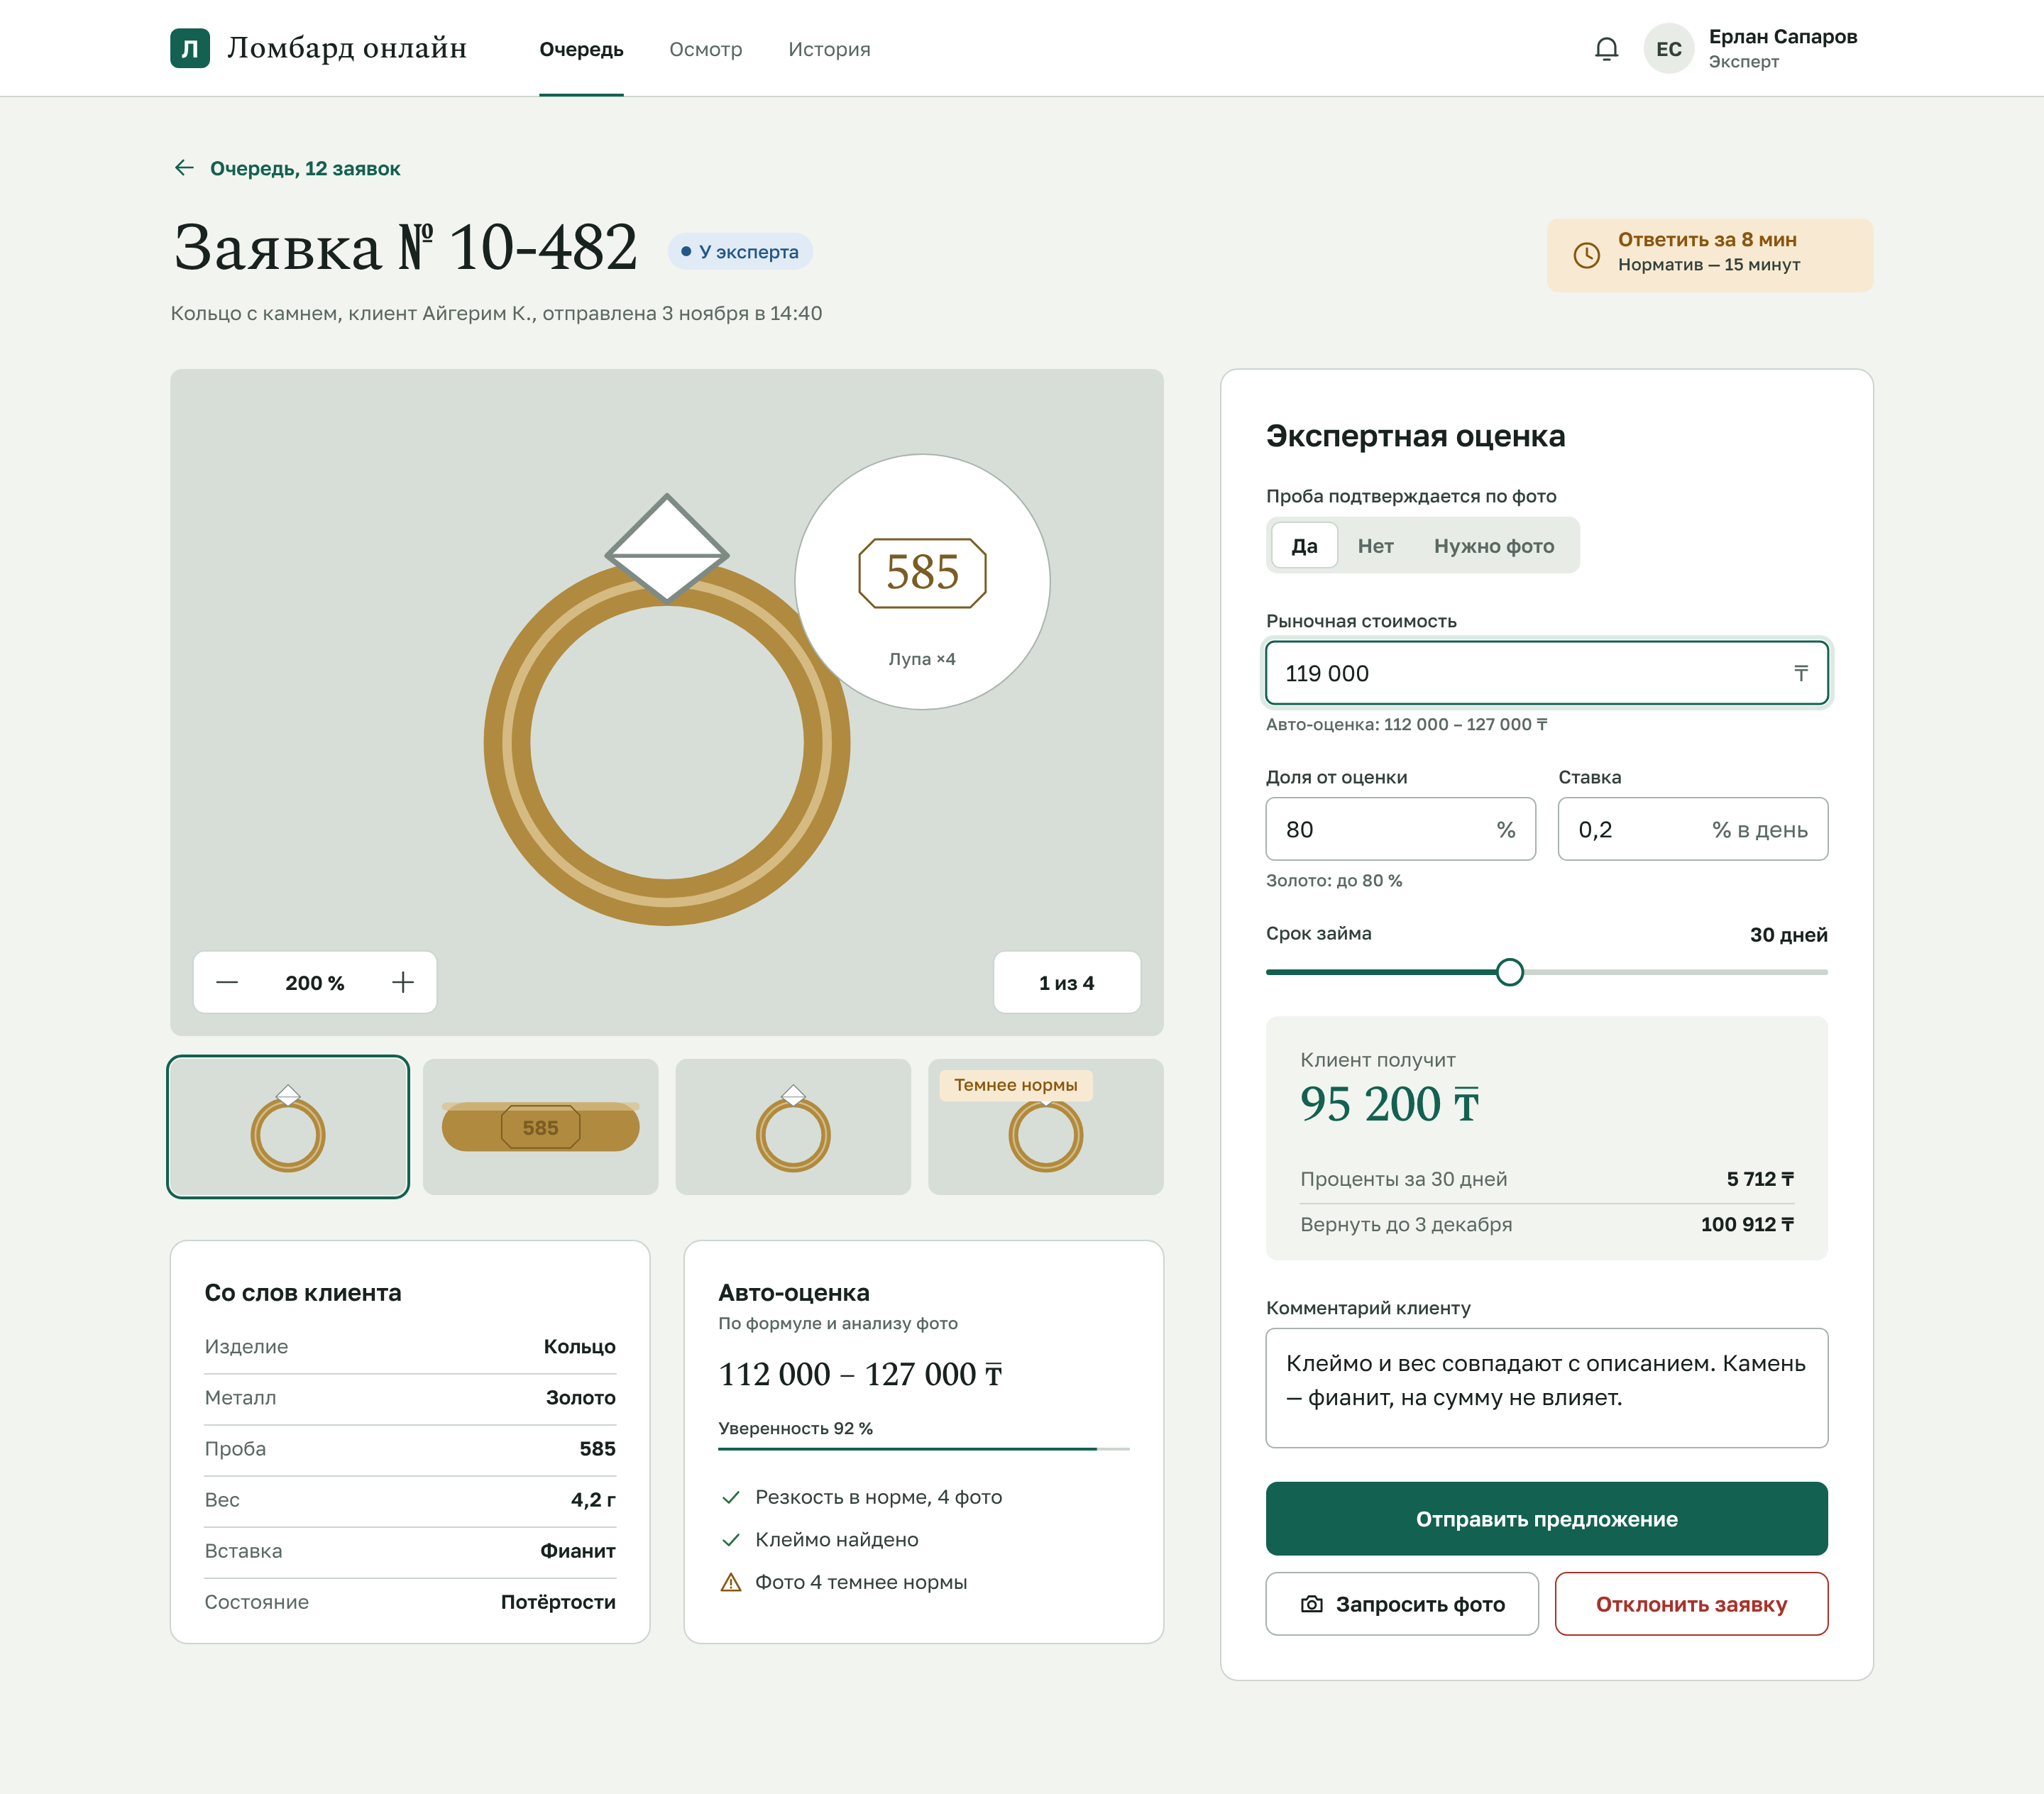 Л Ломбард онлайн
Очередь Осмотр История
ЕС
Ерлан Сапаров
Эксперт
Очередь, 12 заявок
Заявка № 10-482
У эксперта
Ответить за 8 мин
Норматив — 15 минут
Кольцо с камнем, клиент Айгерим К., отправлена 3 ноября в 14:40
585
Лупа ×4
200 %
1 из 4
585
Темнее нормы
Со слов клиента
Изделие Кольцо
Металл Золото
Проба 585
Вес 4,2 г
Вставка Фианит
Состояние Потёртости
Авто-оценка
По формуле и анализу фото
112 000 – 127 000 ₸
Уверенность 92 %
Резкость в норме, 4 фото
Клеймо найдено
Фото 4 темнее нормы
Экспертная оценка
Проба подтверждается по фото
Да Нет Нужно фото
Рыночная стоимость
119 000 ₸
Авто-оценка: 112 000 – 127 000 ₸
Доля от оценки Ставка
80 % 0,2 % в день
Золото: до 80 %
Срок займа 30 дней
Клиент получит
95 200 ₸
Проценты за 30 дней 5 712 ₸
Вернуть до 3 декабря 100 912 ₸
Комментарий клиенту
Клеймо и вес совпадают с описанием. Камень
— фианит, на сумму не влияет.
Отправить предложение
Запросить фото Отклонить заявку